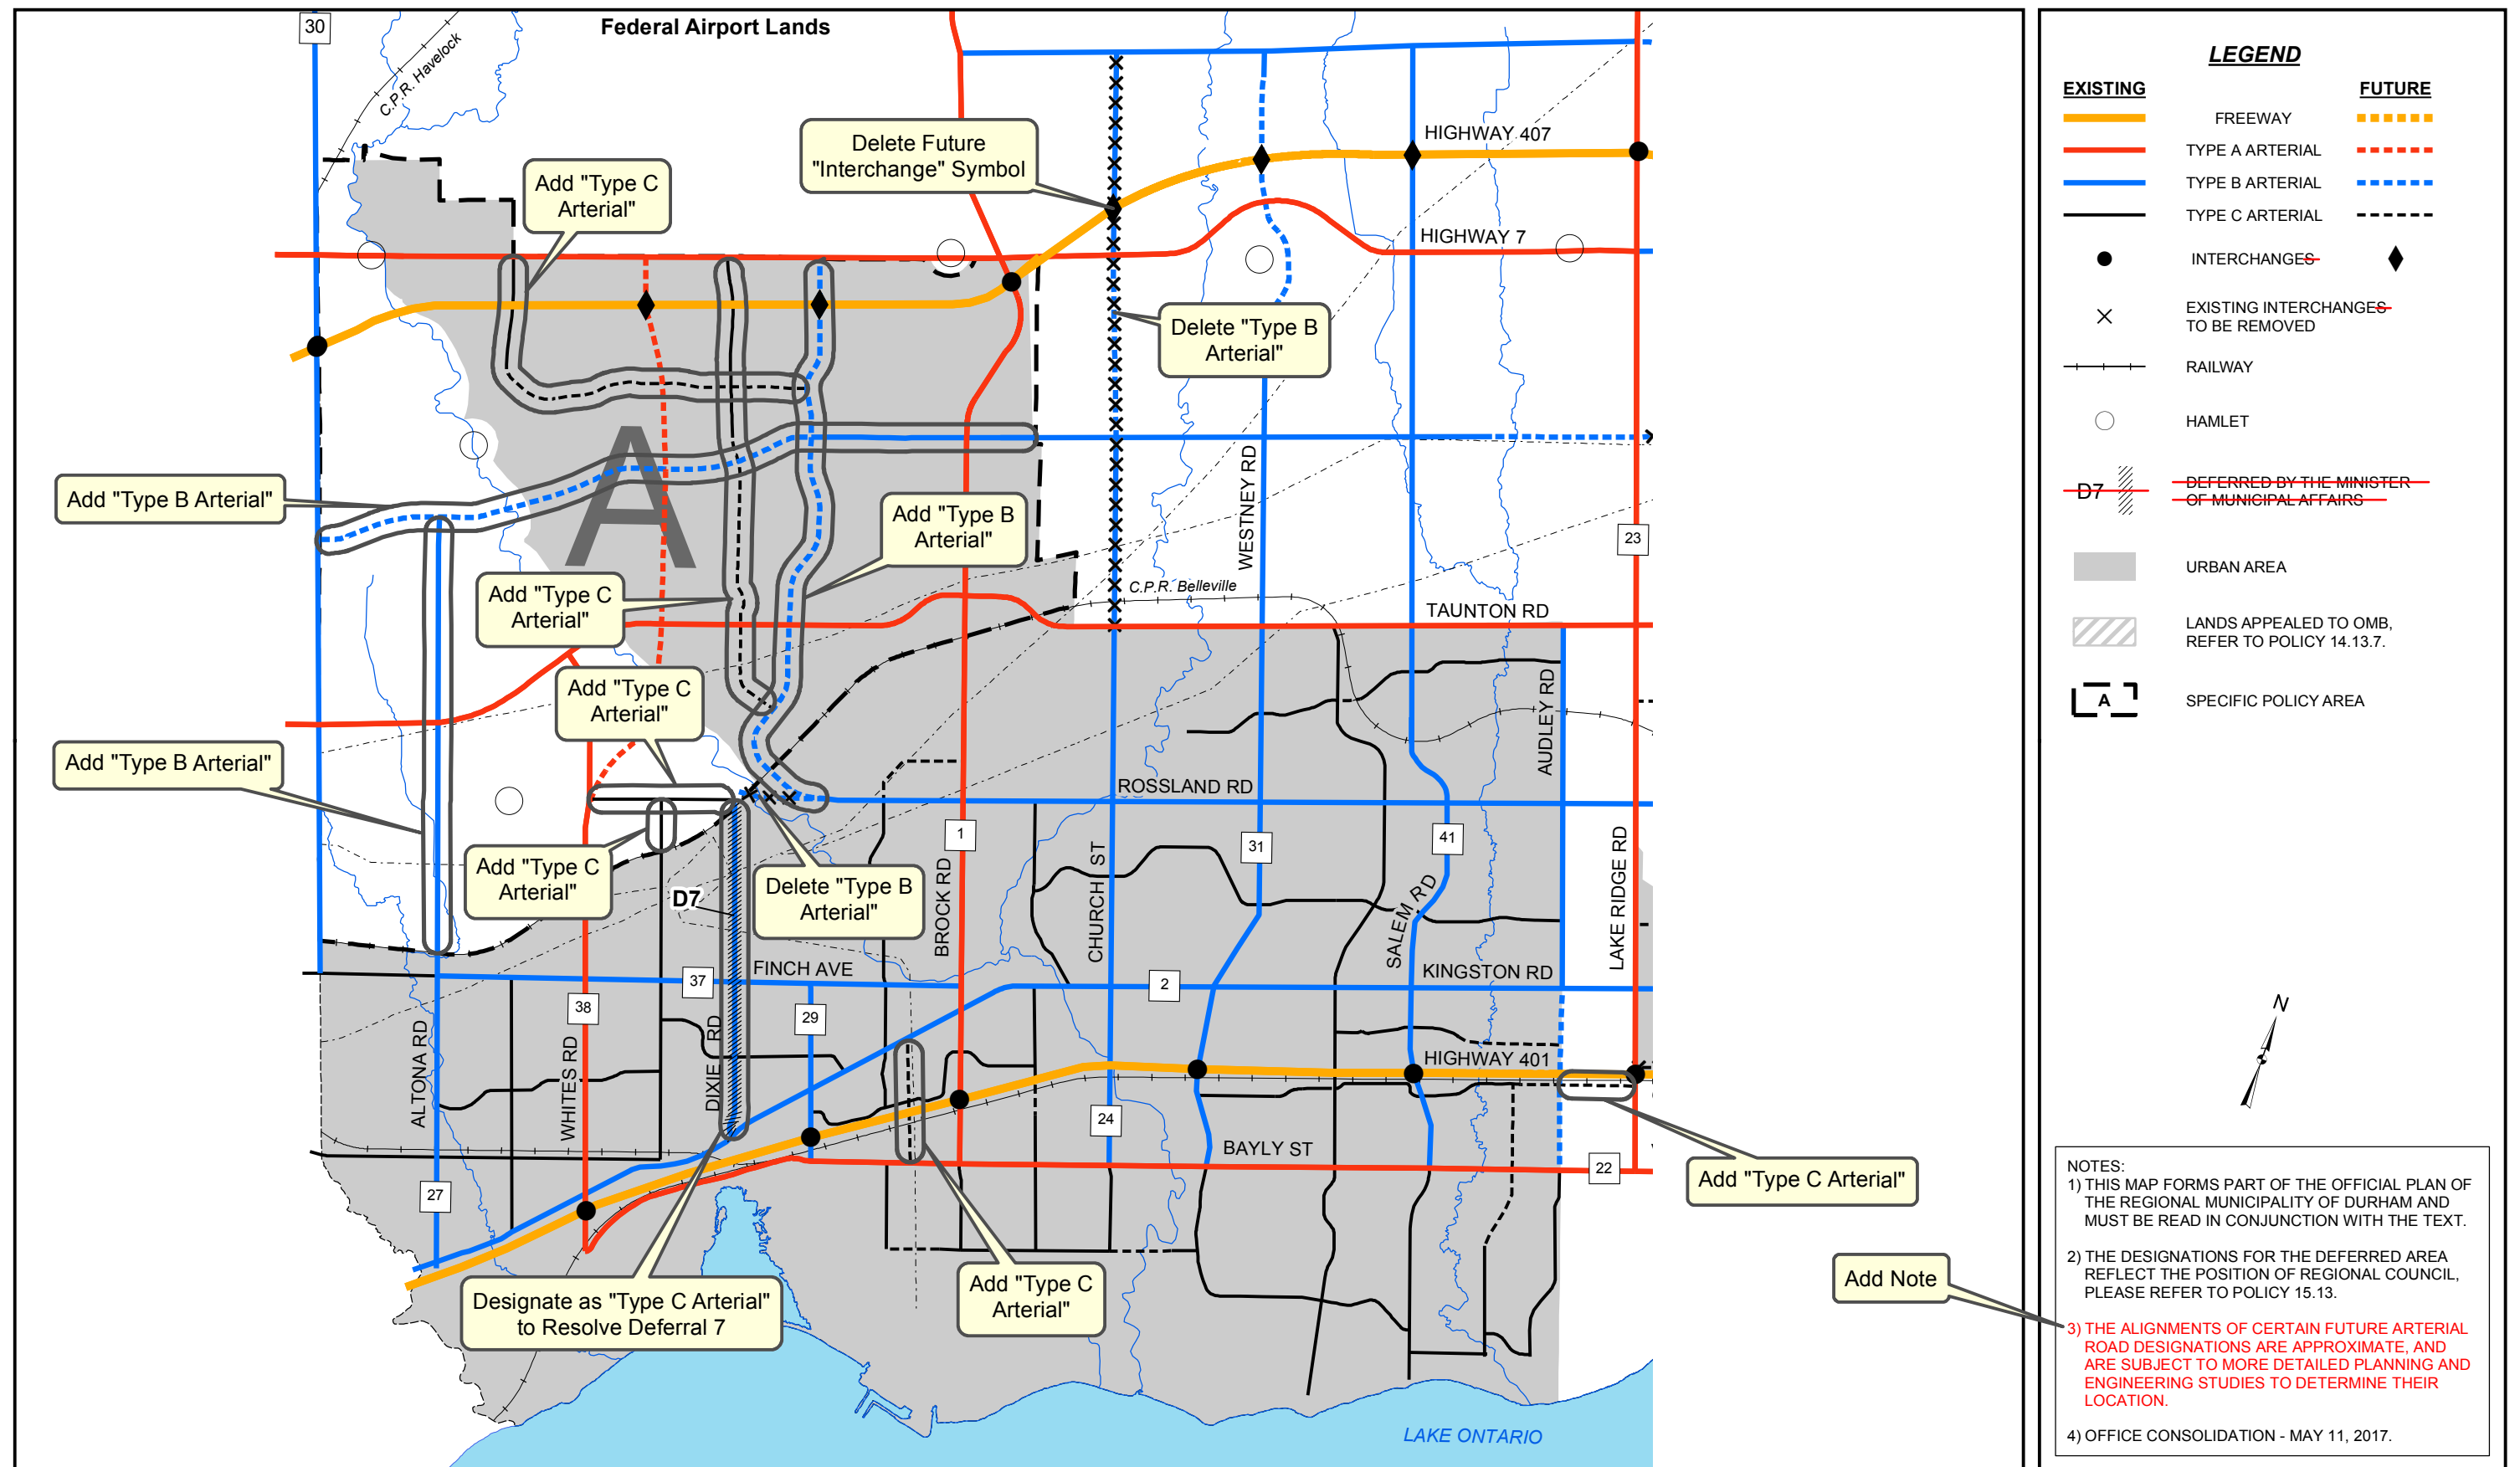 Federal Airport Lands
30
C.P.R. Havelock
Delete Future
"Interchange" Symbol
HIGHWAY 407
Add "Type C
Arterial"
HIGHWAY 7
Delete "Type B
Arterial"
A
WESTNEY RD
Add "Type B Arterial"
Add "Type B
Arterial"
23
C.P.R. Belleville
Add "Type C
Arterial"
TAUNTON RD
Add "Type C
Arterial"
AUDLEY RD
Add "Type B Arterial"
ROSSLAND RD
1
31
41
Add "Type C
Arterial"
D7
Delete "Type B
Arterial"
BROCK RD
CHURCH ST
SALEM RD
LAKE RIDGE RD
FINCH AVE
37
2
KINGSTON RD
38
29
ALTONA RD
WHITES RD
DIXIE RD
HIGHWAY 401
24
BAYLY ST
22
27
Add "Type C Arterial"
Designate as "Type C Arterial"
to Resolve Deferral 7
Add "Type C
Arterial"
Add Note
LAKE ONTARIO
LEGEND
EXISTING
FUTURE
FREEWAY
TYPE A ARTERIAL
TYPE B ARTERIAL
TYPE C ARTERIAL
INTERCHANGES
EXISTING INTERCHANGES
TO BE REMOVED
RAILWAY
HAMLET
D7
DEFERRED BY THE MINISTER
OF MUNICIPAL AFFAIRS
URBAN AREA
LANDS APPEALED TO OMB,
REFER TO POLICY 14.13.7.
A
SPECIFIC POLICY AREA
N
NOTES:
1) THIS MAP FORMS PART OF THE OFFICIAL PLAN OF
THE REGIONAL MUNICIPALITY OF DURHAM AND
MUST BE READ IN CONJUNCTION WITH THE TEXT.
2) THE DESIGNATIONS FOR THE DEFERRED AREA
REFLECT THE POSITION OF REGIONAL COUNCIL,
PLEASE REFER TO POLICY 15.13.
3) THE ALIGNMENTS OF CERTAIN FUTURE ARTERIAL
ROAD DESIGNATIONS ARE APPROXIMATE, AND
ARE SUBJECT TO MORE DETAILED PLANNING AND
ENGINEERING STUDIES TO DETERMINE THEIR
LOCATION.
4) OFFICE CONSOLIDATION - MAY 11, 2017.